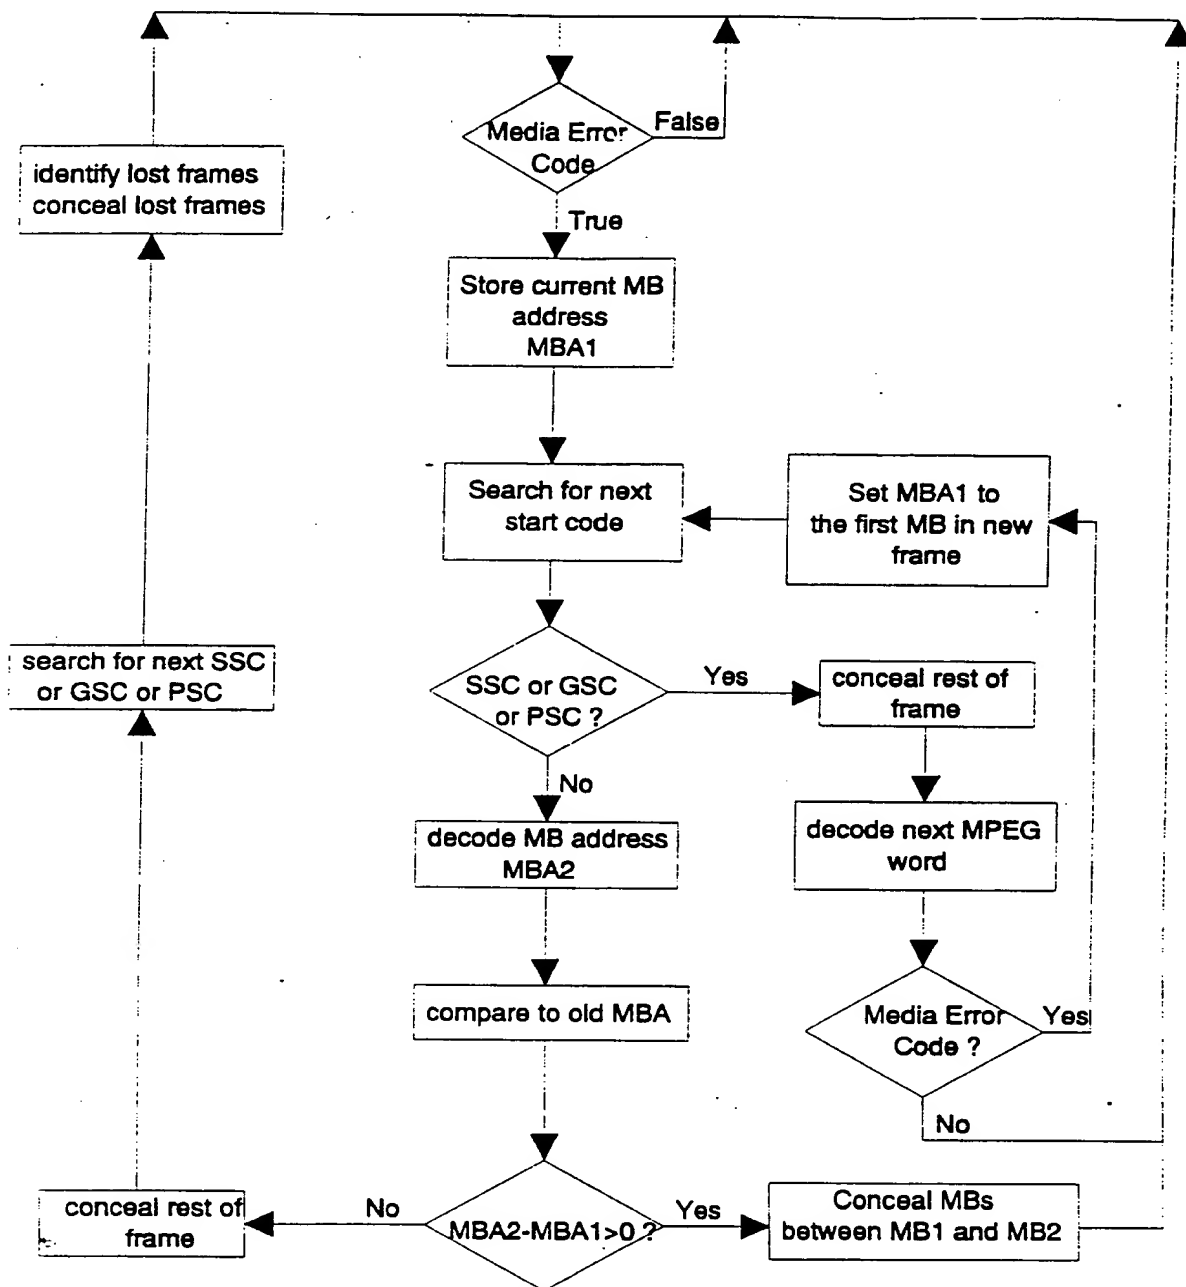 Media Error
Code
False
True
identify lost frames
conceal lost frames
Store current MB
address
MBA1
Search for next
start code
Set MBA1 to
the first MB in new
frame
search for next SSC
or GSC or PSC
SSC or GSC
or PSC ?
Yes
No
conceal rest of
frame
decode MB address
MBA2
decode next MPEG
word
compare to old MBA
Media Error
Code ?
Yes
No
MBA2-MBA1>0 ?
No
Yes
conceal rest of
frame
Conceal MBs
between MB1 and MB2